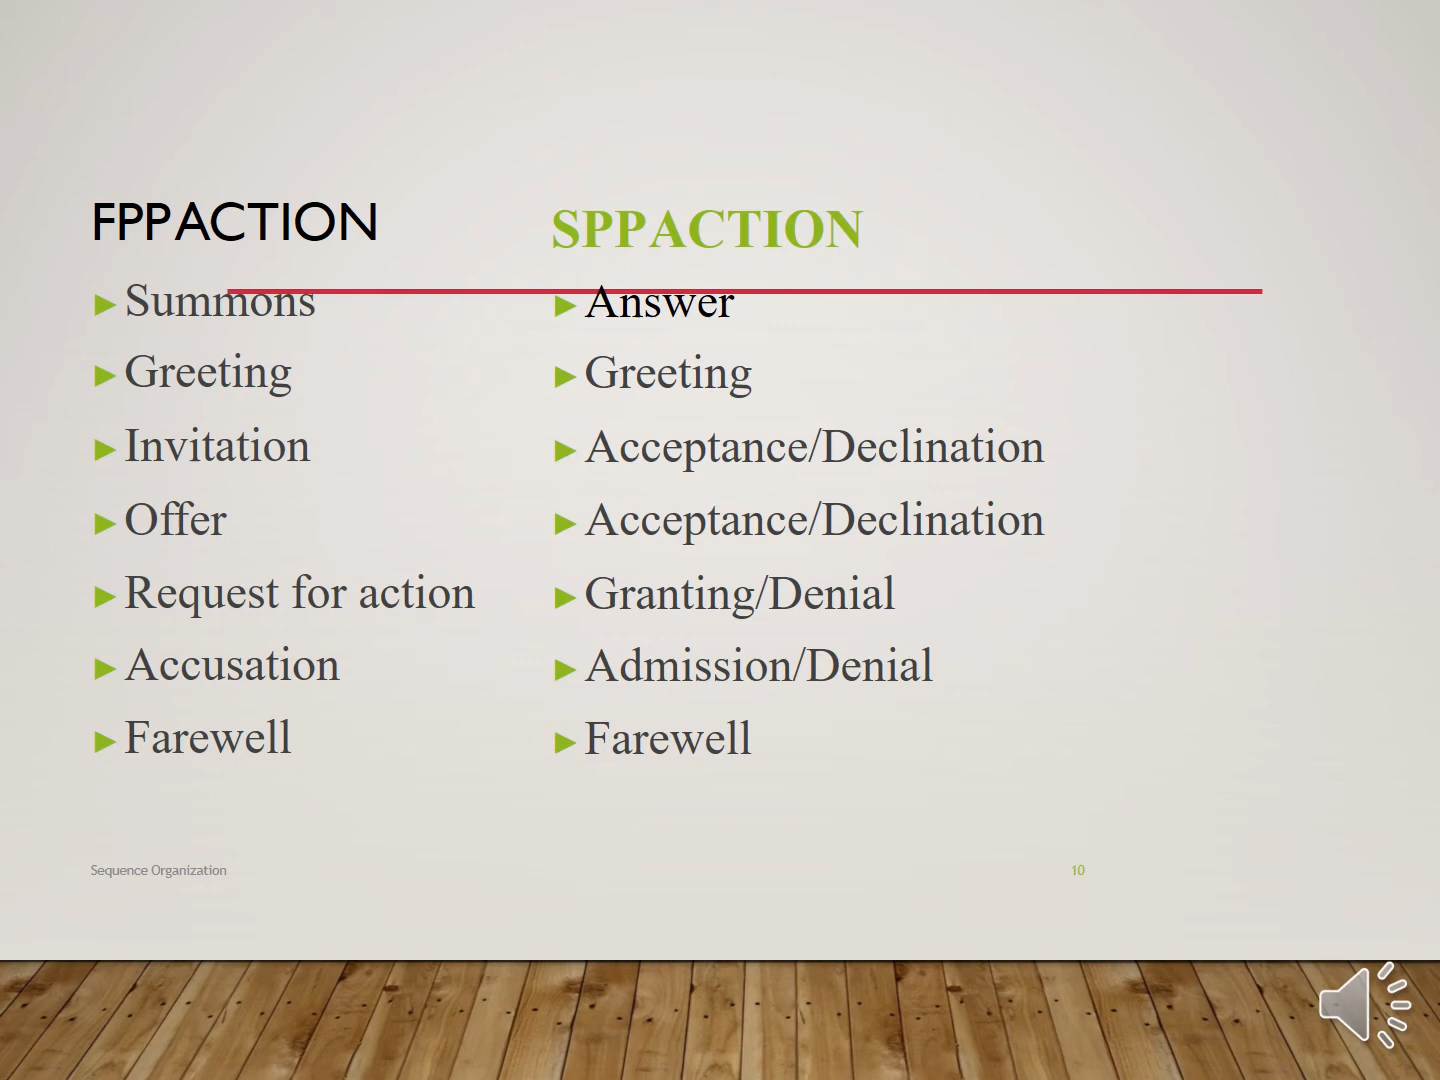 FPPACTION
SPPACTION
► Summons
► Answer
► Greeting
► Greeting
► Invitation
► Acceptance/Declination
► Offer
► Acceptance/Declination
► Request for action
► Granting/Denial
► Accusation
► Admission/Denial
► Farewell
► Farewell
Sequence Organization
10